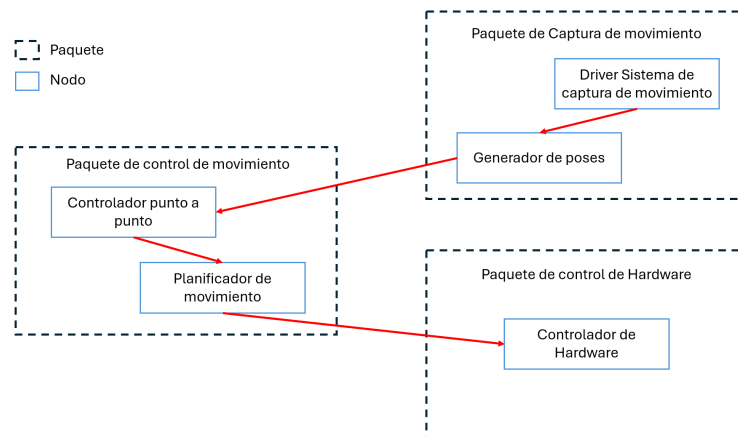 Paquete
Nodo
Paquete de Captura de movimiento
Driver Sistema de
captura de movimiento
Generador de poses
Paquete de control de movimiento
Controlador punto a
punto
Planificador de
movimiento
Paquete de control de Hardware
Controlador de
Hardware